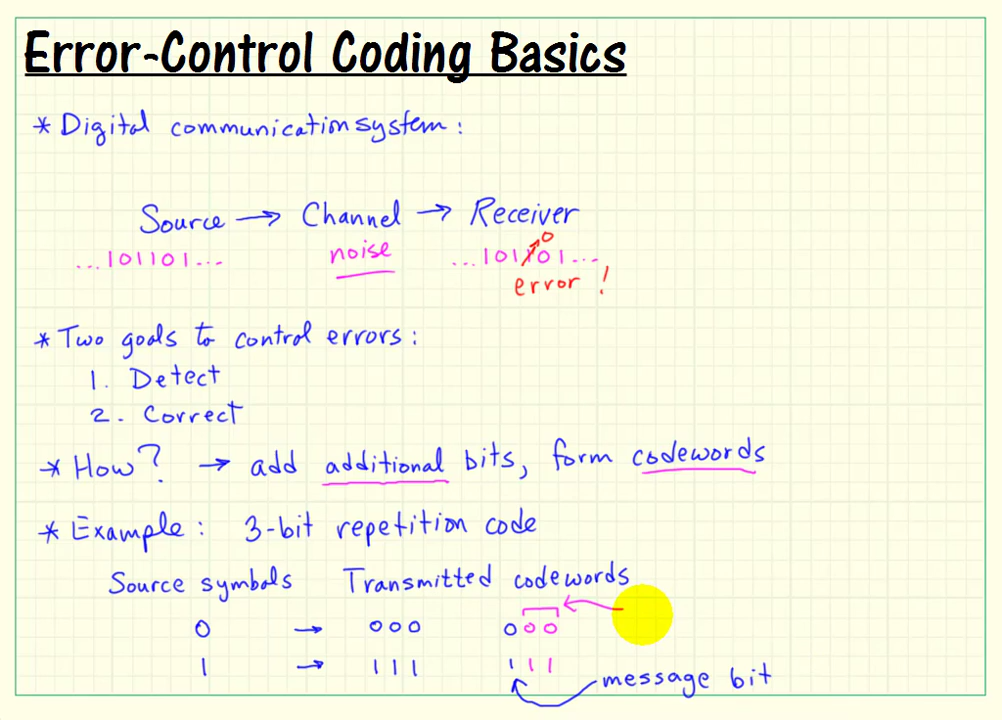 Error-Control Coding Basics
* Digital communication system:
Source → Channel → Receiver
...101101... noise ...101101... 0
error !
* Two goals to control errors:
1. Detect
2. Correct
* How? → add additional bits, form codewords
* Example: 3-bit repetition code
Source symbols Transmitted codewords
0 → 000 000
1 → 111 111
message bit